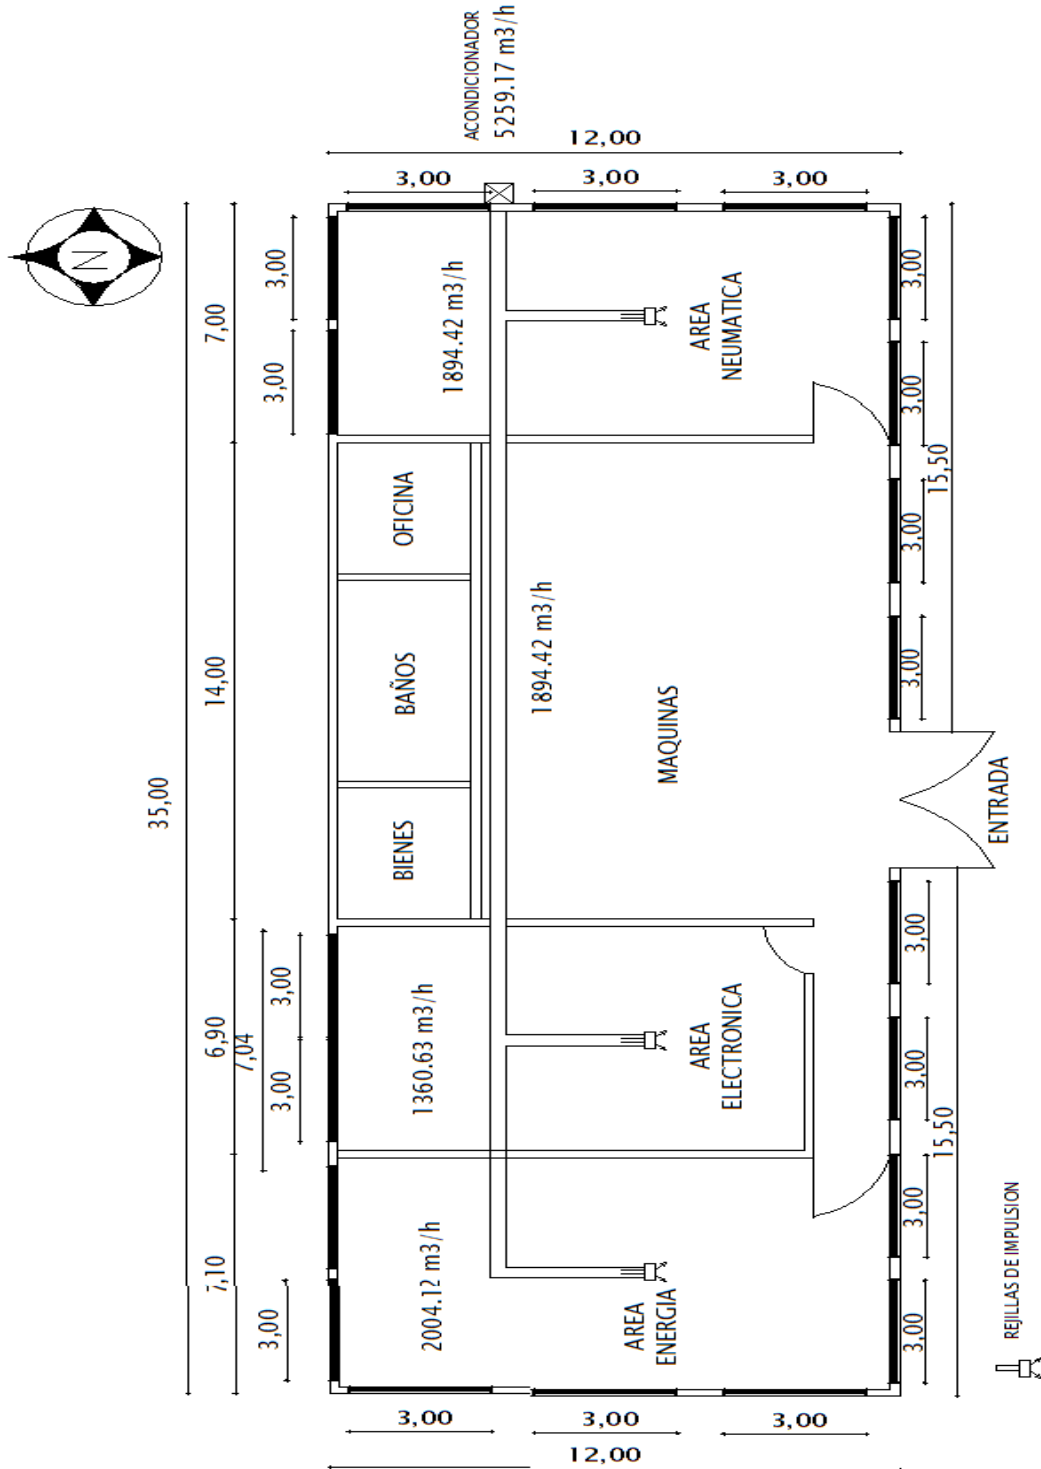 ACONDICIONADOR
5259.17 m3/h
12,00
3,00
3,00
3,00
N
35,00
7,00
14,00
6,90
7,04
7,10
3,00
3,00
3,00
3,00
3,00
1894.42 m3/h
AREA
NEUMATICA
OFICINA
BAÑOS
BIENES
1894.42 m3/h
MAQUINAS
1360.63 m3/h
AREA
ELECTRONICA
2004.12 m3/h
AREA
ENERGIA
3,00
3,00
15,50
3,00
3,00
ENTRADA
3,00
3,00
15,50
3,00
3,00
REJILLAS DE IMPULSION
3,00
3,00
3,00
12,00